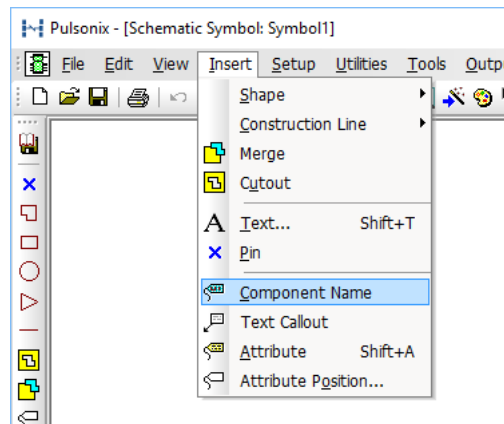 Pulsonix - [Schematic Symbol: Symbol1]
File Edit View Insert Setup Utilities Tools Outp
Shape
Construction Line
Merge
Cutout
A Text... Shift+T
Pin
Component Name
Text Callout
Attribute Shift+A
Attribute Position...